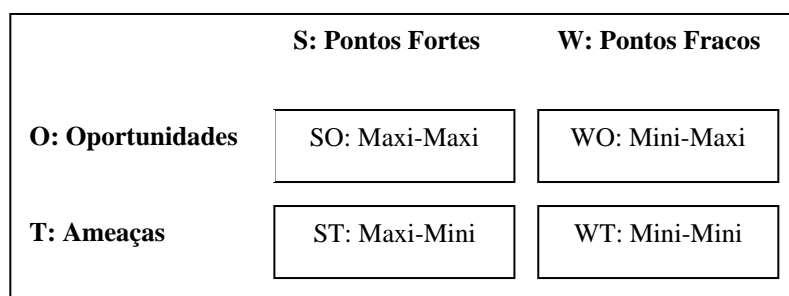 S: Pontos Fortes W: Pontos Fracos
O: Oportunidades SO: Maxi-Maxi WO: Mini-Maxi
T: Ameaças ST: Maxi-Mini WT: Mini-Mini